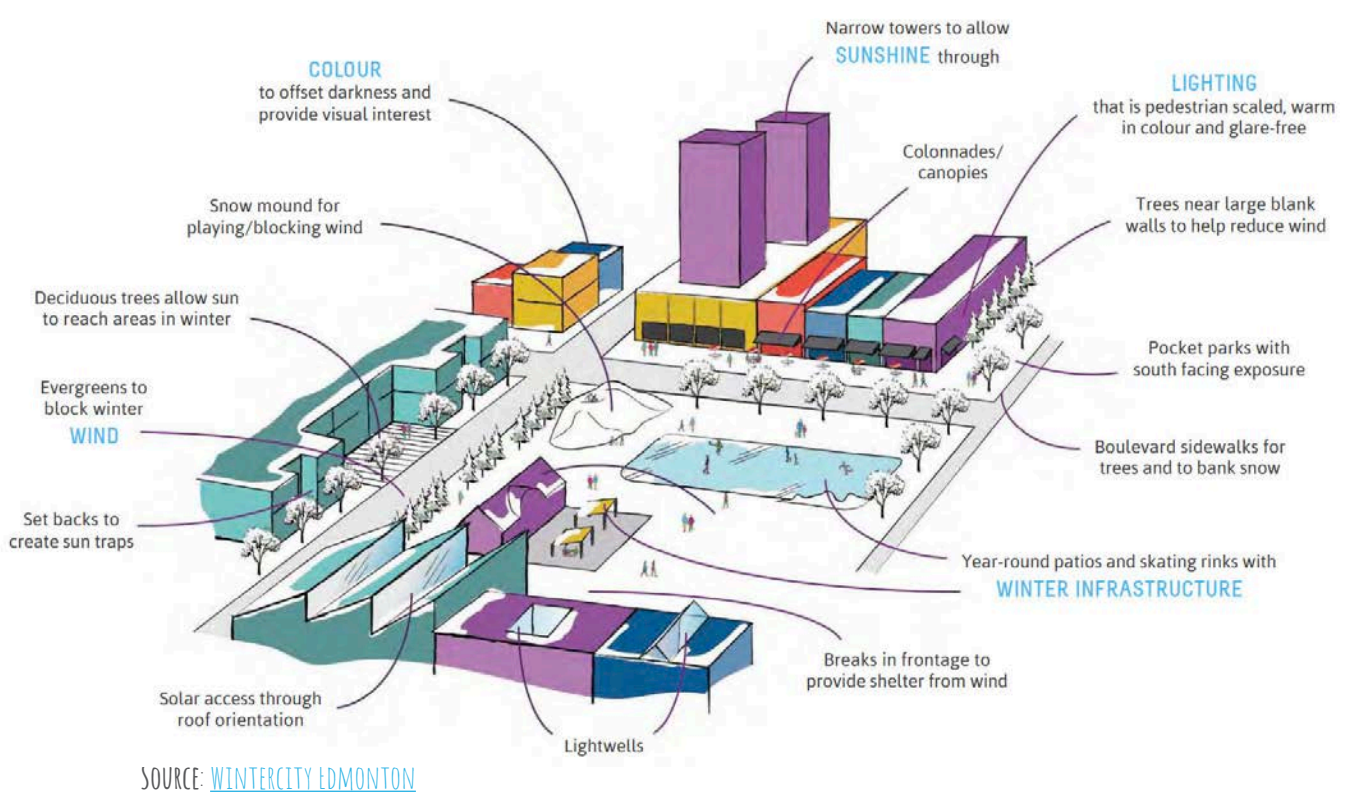 Narrow towers to allow
SUNSHINE through
COLOUR
to offset darkness and
provide visual interest
LIGHTING
that is pedestrian scaled, warm
in colour and glare-free
Colonnades/
canopies
Snow mound for
playing/blocking wind
Trees near large blank
walls to help reduce wind
Deciduous trees allow sun
to reach areas in winter
Pocket parks with
south facing exposure
Evergreens to
block winter
WIND
Boulevard sidewalks for
trees and to bank snow
Set backs to
create sun traps
Year-round patios and skating rinks with
WINTER INFRASTRUCTURE
Breaks in frontage to
provide shelter from wind
Solar access through
roof orientation
Lightwells
SOURCE: WINTERCITY EDMONTON